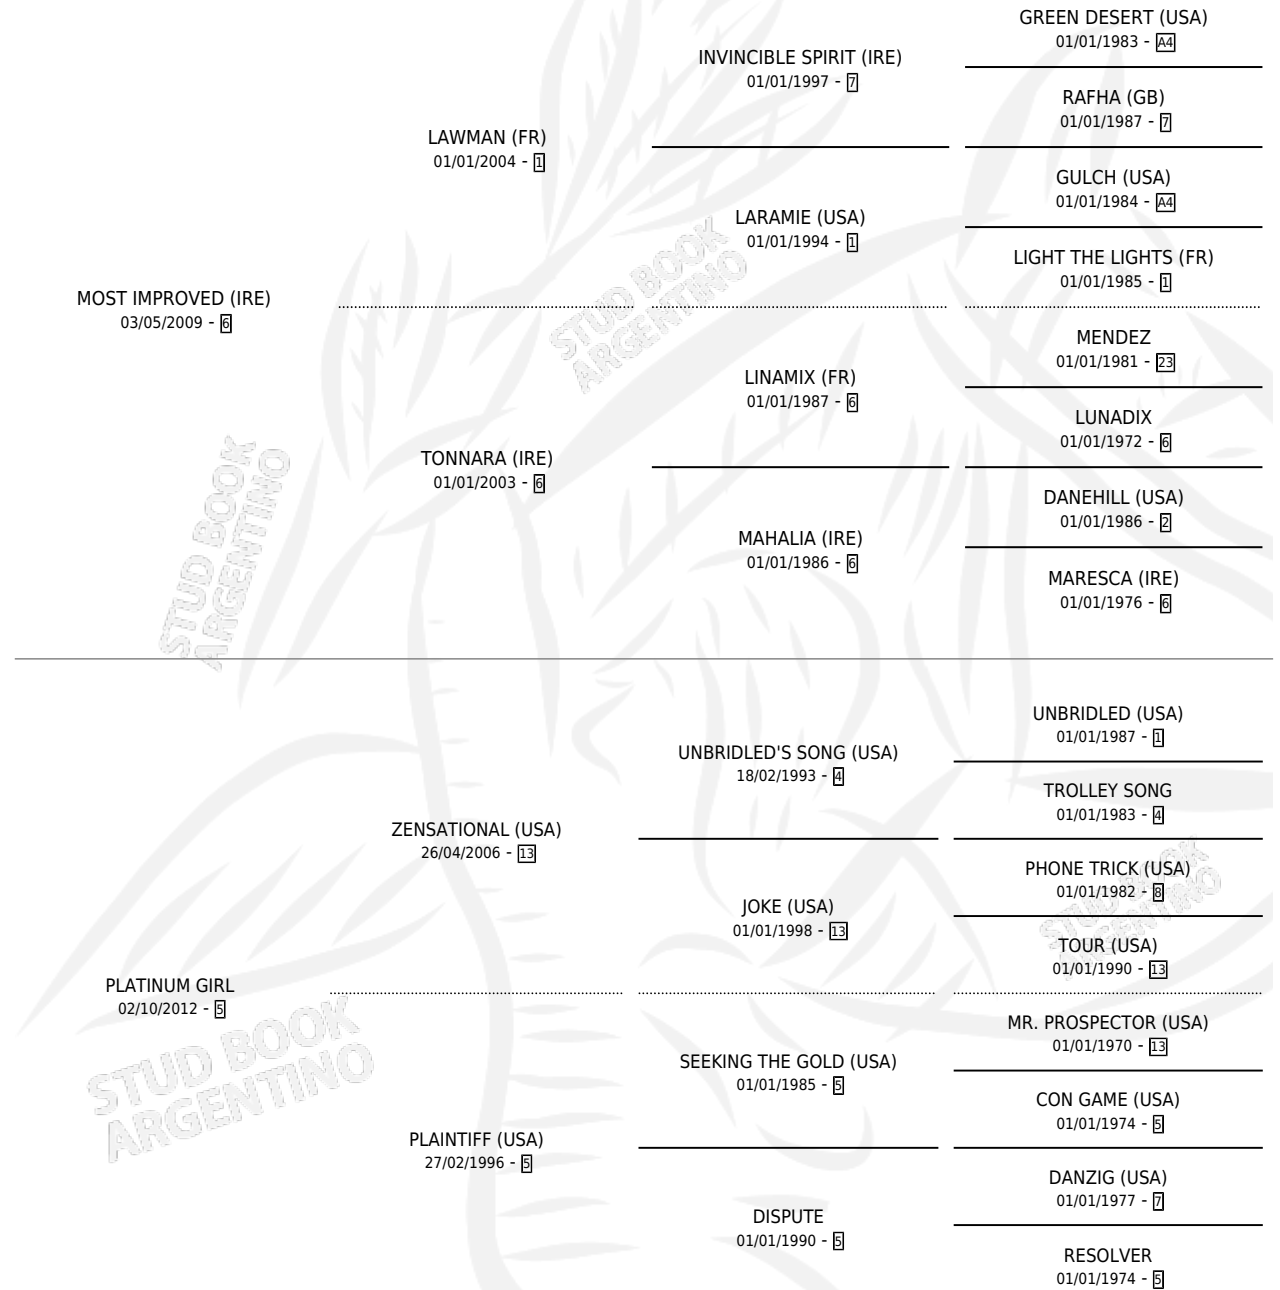 GREEN DESERT (USA)
01/01/1983 - A4
INVINCIBLE SPIRIT (IRE)
01/01/1997 - 7
RAFHA (GB)
01/01/1987 - 7
LAWMAN (FR)
01/01/2004 - 1
GULCH (USA)
01/01/1984 - A4
LARAMIE (USA)
01/01/1994 - 1
LIGHT THE LIGHTS (FR)
01/01/1985 - 1
MOST IMPROVED (IRE)
03/05/2009 - 6
MENDEZ
01/01/1981 - 23
LINAMIX (FR)
01/01/1987 - 6
LUNADIX
01/01/1972 - 6
TONNARA (IRE)
01/01/2003 - 6
DANEHILL (USA)
01/01/1986 - 2
MAHALIA (IRE)
01/01/1986 - 6
MARESCA (IRE)
01/01/1976 - 6
STUD BOOK
ARGENTINO
STUD BOOK
ARGENTINO
UNBRIDLED (USA)
01/01/1987 - 1
UNBRIDLED'S SONG (USA)
18/02/1993 - 4
TROLLEY SONG
01/01/1983 - 4
ZENSATIONAL (USA)
26/04/2006 - 13
PHONE TRICK (USA)
01/01/1982 - 8
JOKE (USA)
01/01/1998 - 13
TOUR (USA)
01/01/1990 - 13
STUD BOOK
ARGENTINO
PLATINUM GIRL
02/10/2012 - 5
MR. PROSPECTOR (USA)
01/01/1970 - 13
SEEKING THE GOLD (USA)
01/01/1985 - 5
CON GAME (USA)
01/01/1974 - 5
STUD BOOK
ARGENTINO
PLAINTIFF (USA)
27/02/1996 - 5
DANZIG (USA)
01/01/1977 - 7
DISPUTE
01/01/1990 - 5
RESOLVER
01/01/1974 - 5